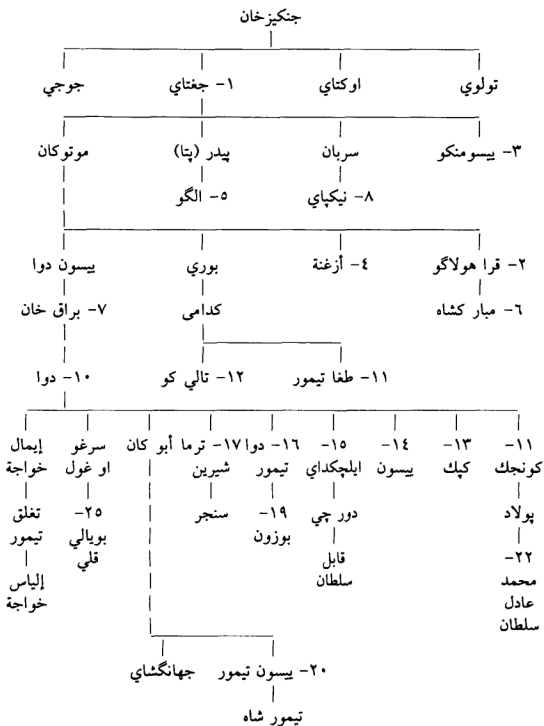 جنكيزخان
تولوي اوكتاي ١- جغتاي جوجي
٣- ييسومنكو سربان پيدر (پتا) موتوكان
٨- نيكپاي ٥- الگو
٢- قرا هولاگو ٤- أزغنة بوري ييسون دوا
٦- مبار كشاه كدامى ٧- براق خان
١١- طغا تيمور ١٢- تالي كو ١٠- دوا
١١- ١٣- ١٤- ١٥- ١٦- دوا ١٧- ترما أبو كان سرغو إيمال
كونجك كپك ييسون ايلچكداي تيمور شيرين او غول خواجة
پولاد دور چي ١٩- سنجر ٢٥- تغلق
بوزون بويالي تيمور
٢٢- قابل قلي إلياس
محمد سلطان خواجة
عادل
سلطان
٢٠- ييسون تيمور جهانگشاي
تيمور شاه